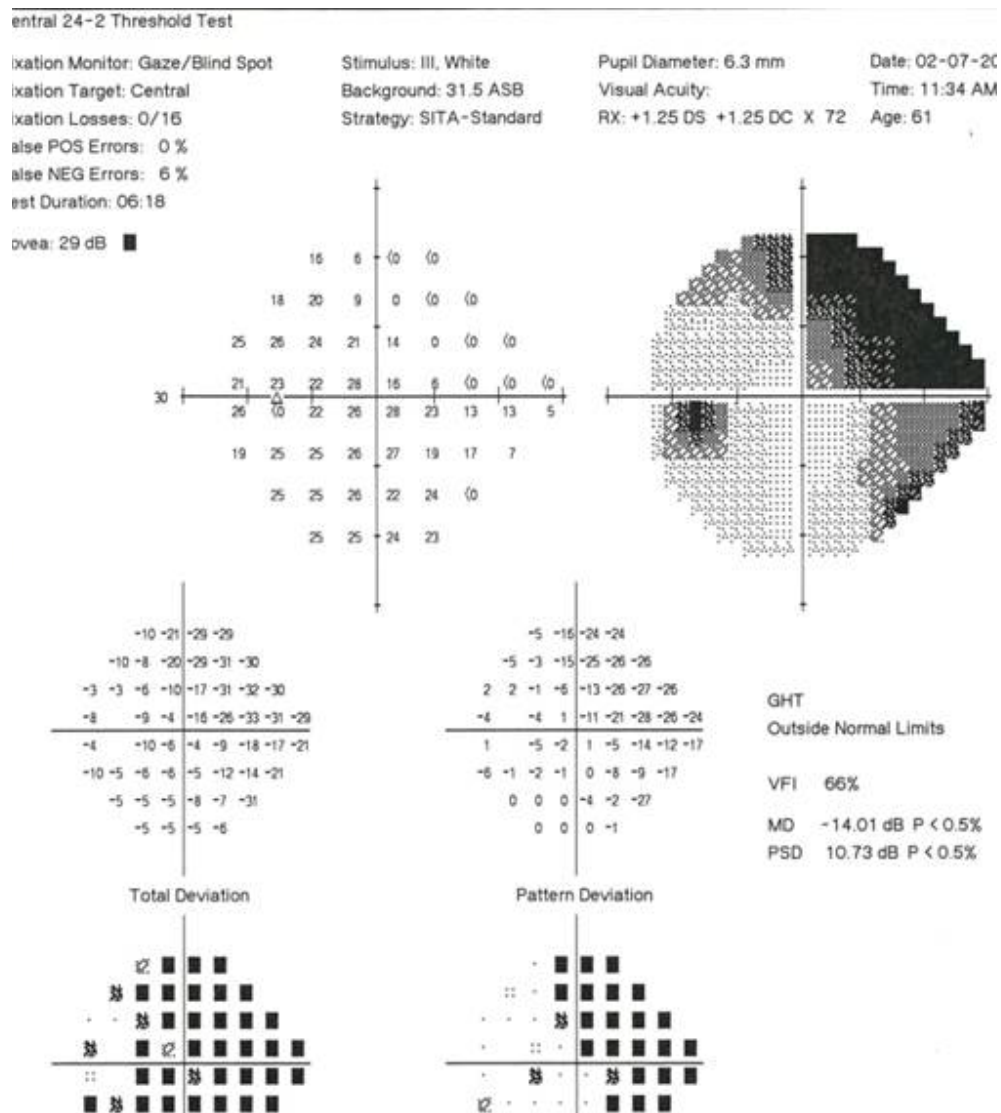 entral 24-2 Threshold Test
ixation Monitor: Gaze/Blind Spot Stimulus: III, White Pupil Diameter: 6.3 mm Date: 02-07-20
ixation Target: Central Background: 31.5 ASB Visual Acuity: Time: 11:34 AM
ixation Losses: 0/16 Strategy: SITA-Standard RX: +1.25 DS +1.25 DC X 72 Age: 61
alse POS Errors: 0 %
alse NEG Errors: 6 %
est Duration: 06:18
ovea: 29 dB
16 6 <0 <0
18 20 9 0 <0 <0
25 26 24 21 14 0 <0 <0
21 23 22 28 16 6 <0 <0 <0
30
26 <0 22 26 28 23 13 13 5
19 25 25 26 27 19 17 7
25 25 26 22 24 <0
25 25 24 23
-10 -21 -29 -29 -5 -16 -24 -24
-10 -8 -20 -29 -31 -30 -5 -3 -15 -25 -26 -26
-3 -3 -6 -10 -17 -31 -32 -30 2 2 -1 -6 -13 -26 -27 -26
-8 -9 -4 -16 -26 -33 -31 -29 -4 -4 1 -11 -21 -28 -26 -24
-4 -10 -6 -4 -9 -18 -17 -21 1 -5 -2 1 -5 -14 -12 -17
-10 -5 -6 -6 -5 -12 -14 -21 -6 -1 -2 -1 0 -8 -9 -17
-5 -5 -5 -8 -7 -31 0 0 0 -4 -2 -27
-5 -5 -5 -6 0 0 0 -1
GHT
Outside Normal Limits
VFI 66%
MD -14.01 dB P < 0.5%
PSD 10.73 dB P < 0.5%
Total Deviation Pattern Deviation